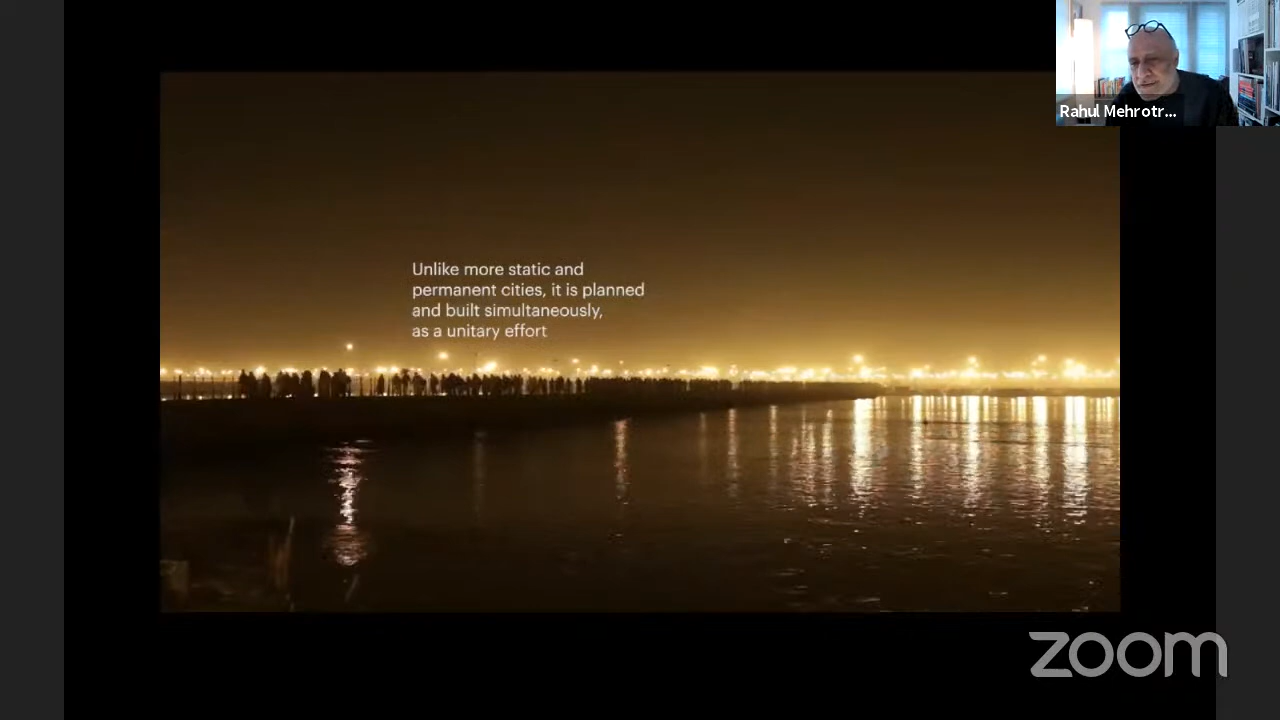 Rahul Mehrotr...
Unlike more static and
permanent cities, it is planned
and built simultaneously,
as a unitary effort
zoom